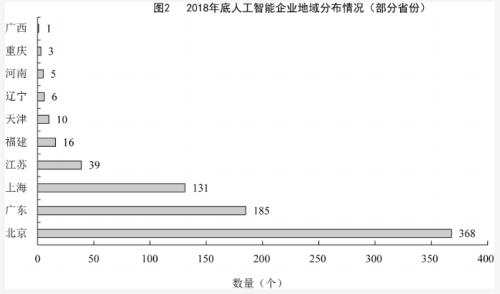 图2 2018年底人工智能企业地域分布情况（部分省份）
广西 1
重庆 3
河南 5
辽宁 6
天津 10
福建 16
江苏 39
上海 131
广东 185
北京 368
0 50 100 150 200 250 300 350 400
数量（个）